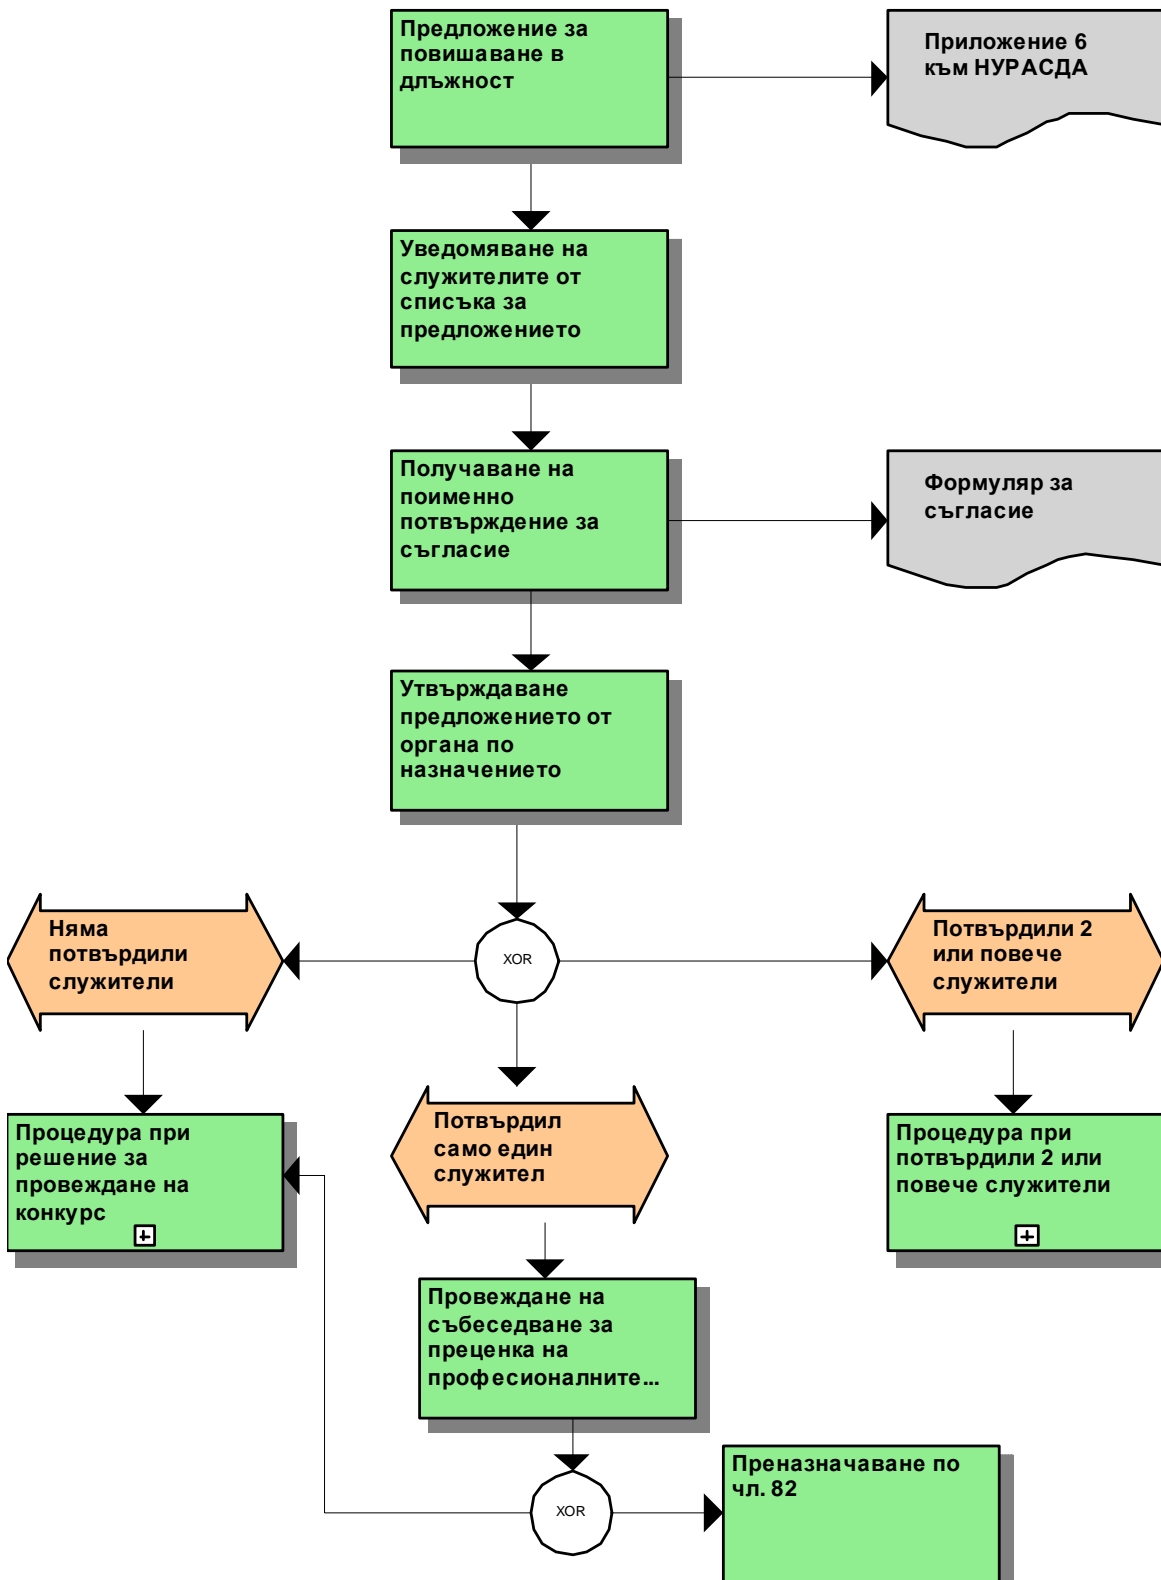 Предложение за
повишаване в
длъжност
Приложение 6
към НУРАСДА
Уведомяване на
служителите от
списъка за
предложението
Получаване на
поименно
потвърждение за
съгласие
Формуляр за
съгласие
Утвърждаване
предложението от
органа по
назначението
Няма
потвърдили
служители
XOR
Потвърдили 2
или повече
служители
Процедура при
решение за
провеждане на
конкурс
Потвърдил
само един
служител
Процедура при
потвърдили 2 или
повече служители
Провеждане на
събеседване за
преценка на
професионалните...
XOR
Преназначаване по
чл. 82